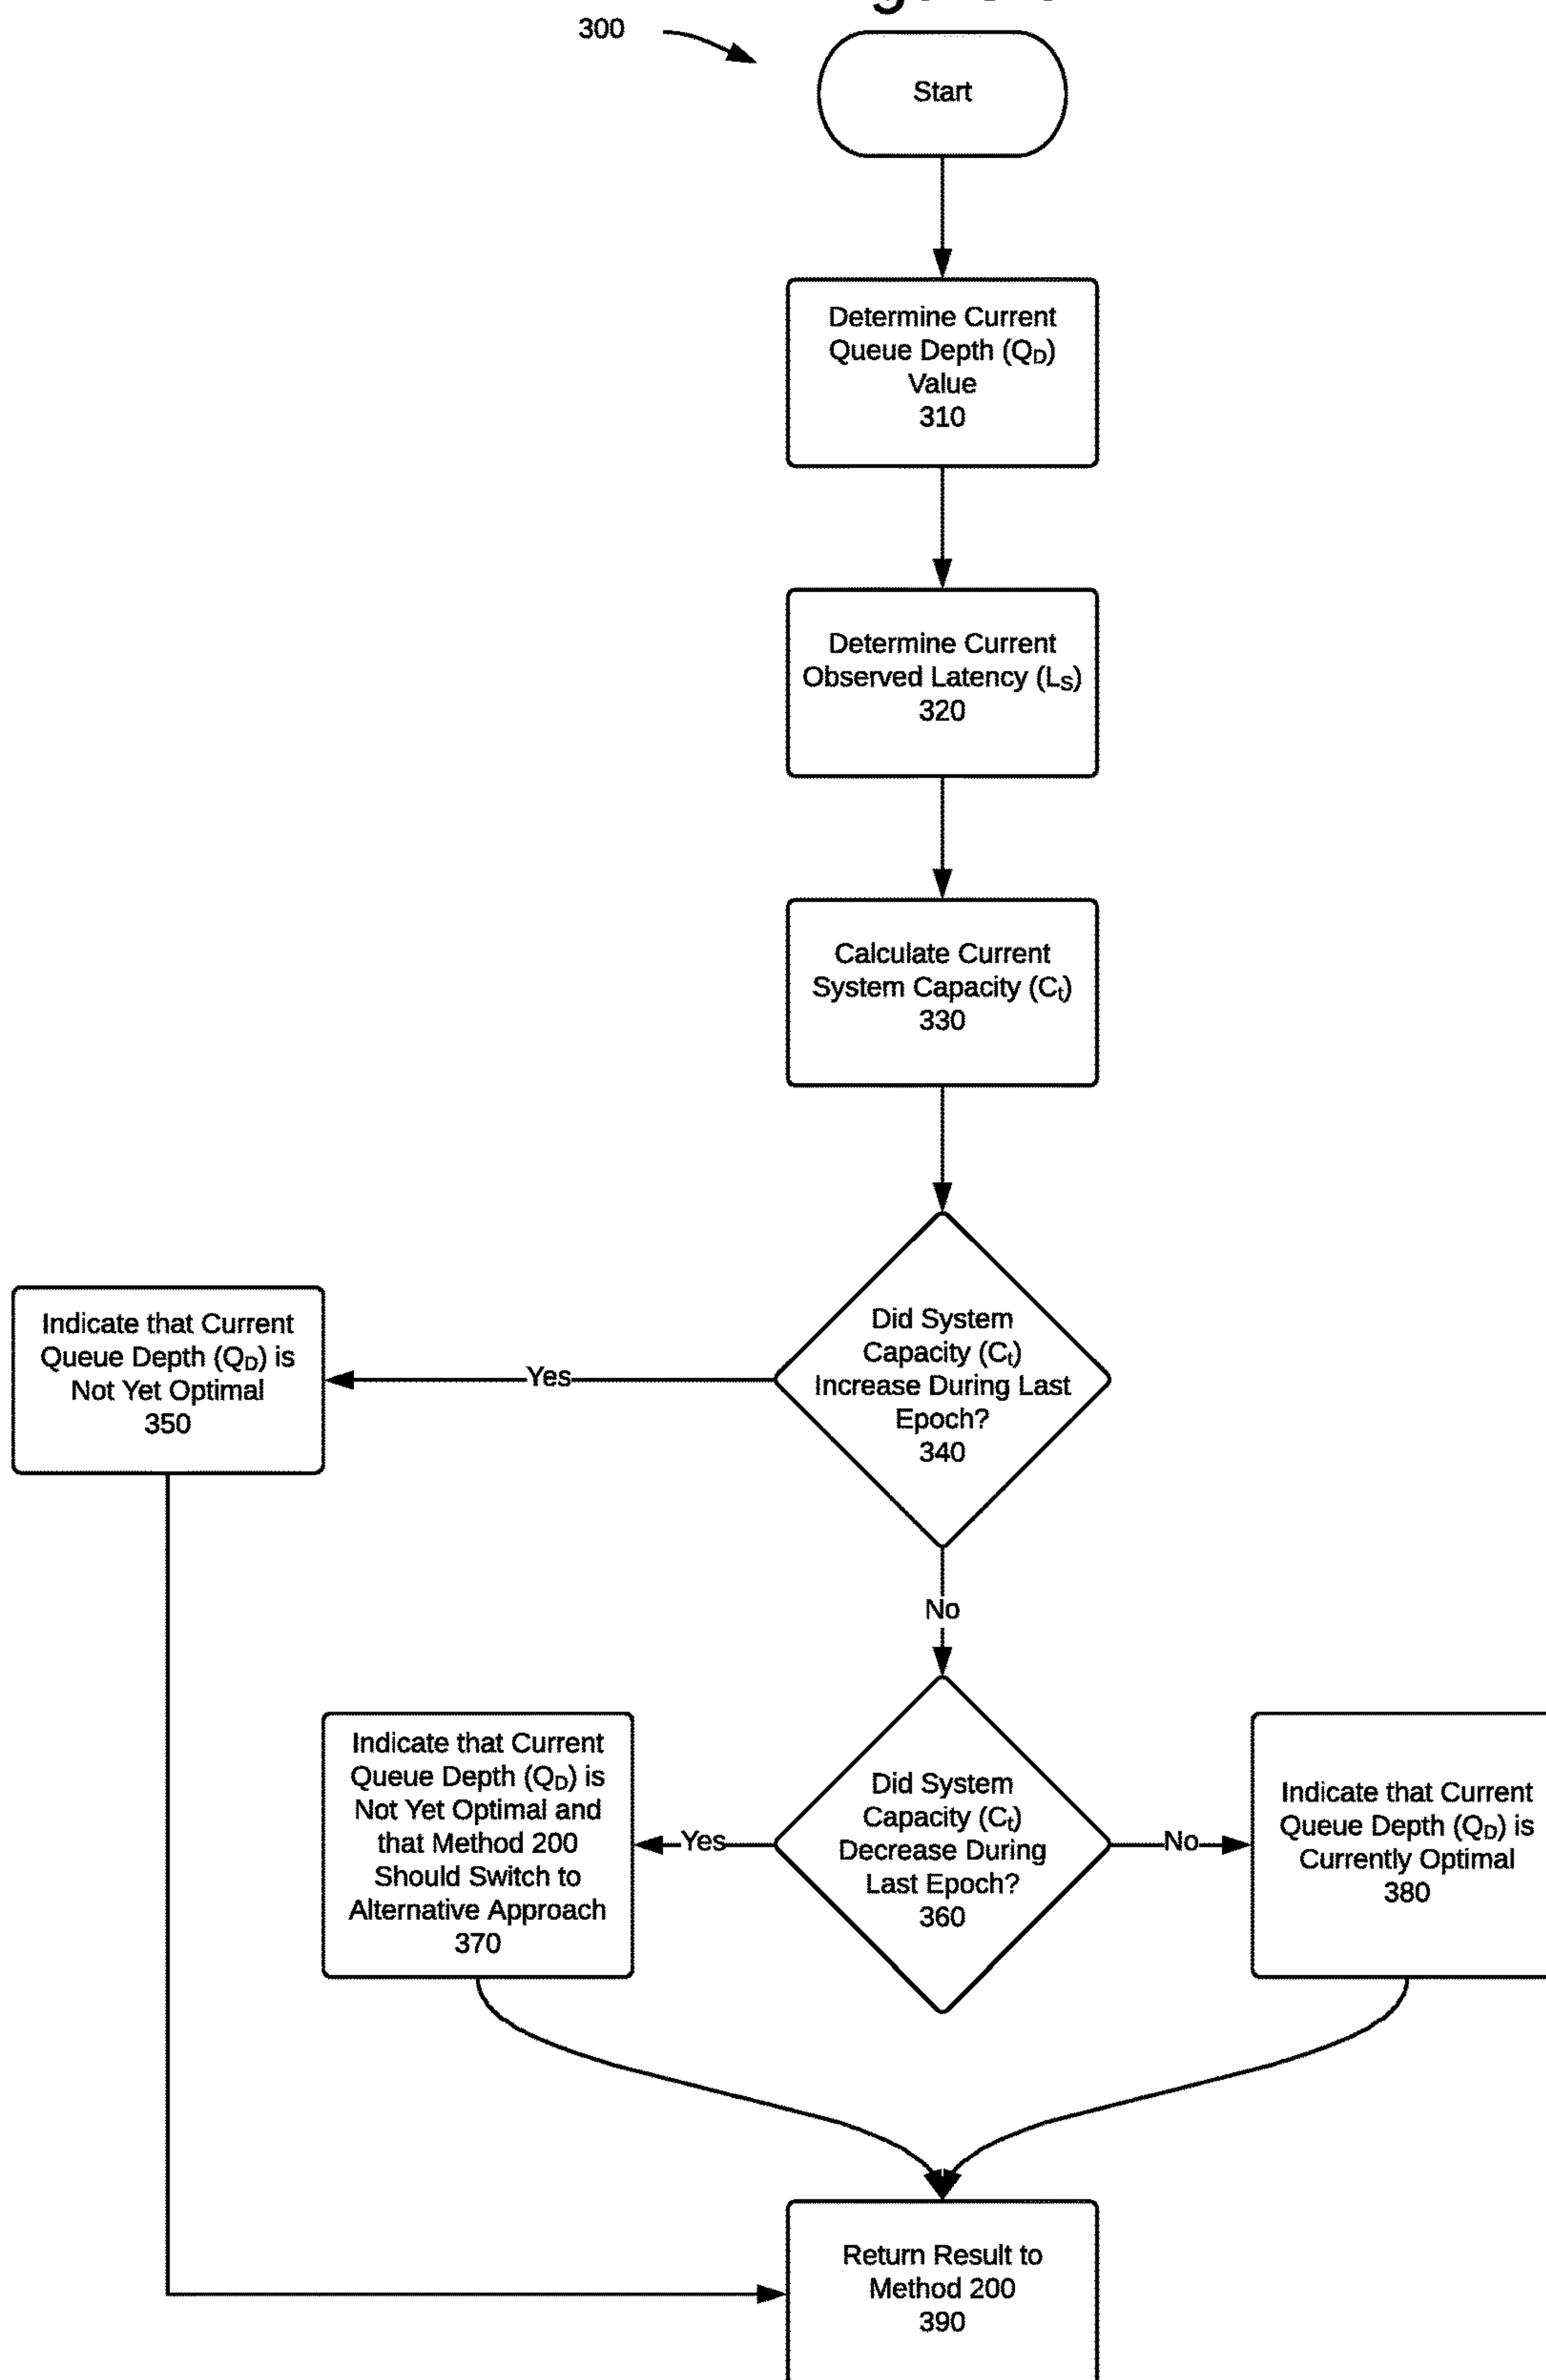 300
Start
Determine Current
Queue Depth (QD)
Value
310
Determine Current
Observed Latency (LS)
320
Calculate Current
System Capacity (Ct)
330
Did System
Capacity (Ct)
Increase During Last
Epoch?
340
Yes
Indicate that Current
Queue Depth (QD) is
Not Yet Optimal
350
No
Did System
Capacity (Ct)
Decrease During
Last Epoch?
360
Yes
Indicate that Current
Queue Depth (QD) is
Not Yet Optimal and
that Method 200
Should Switch to
Alternative Approach
370
No
Indicate that Current
Queue Depth (QD) is
Currently Optimal
380
Return Result to
Method 200
390